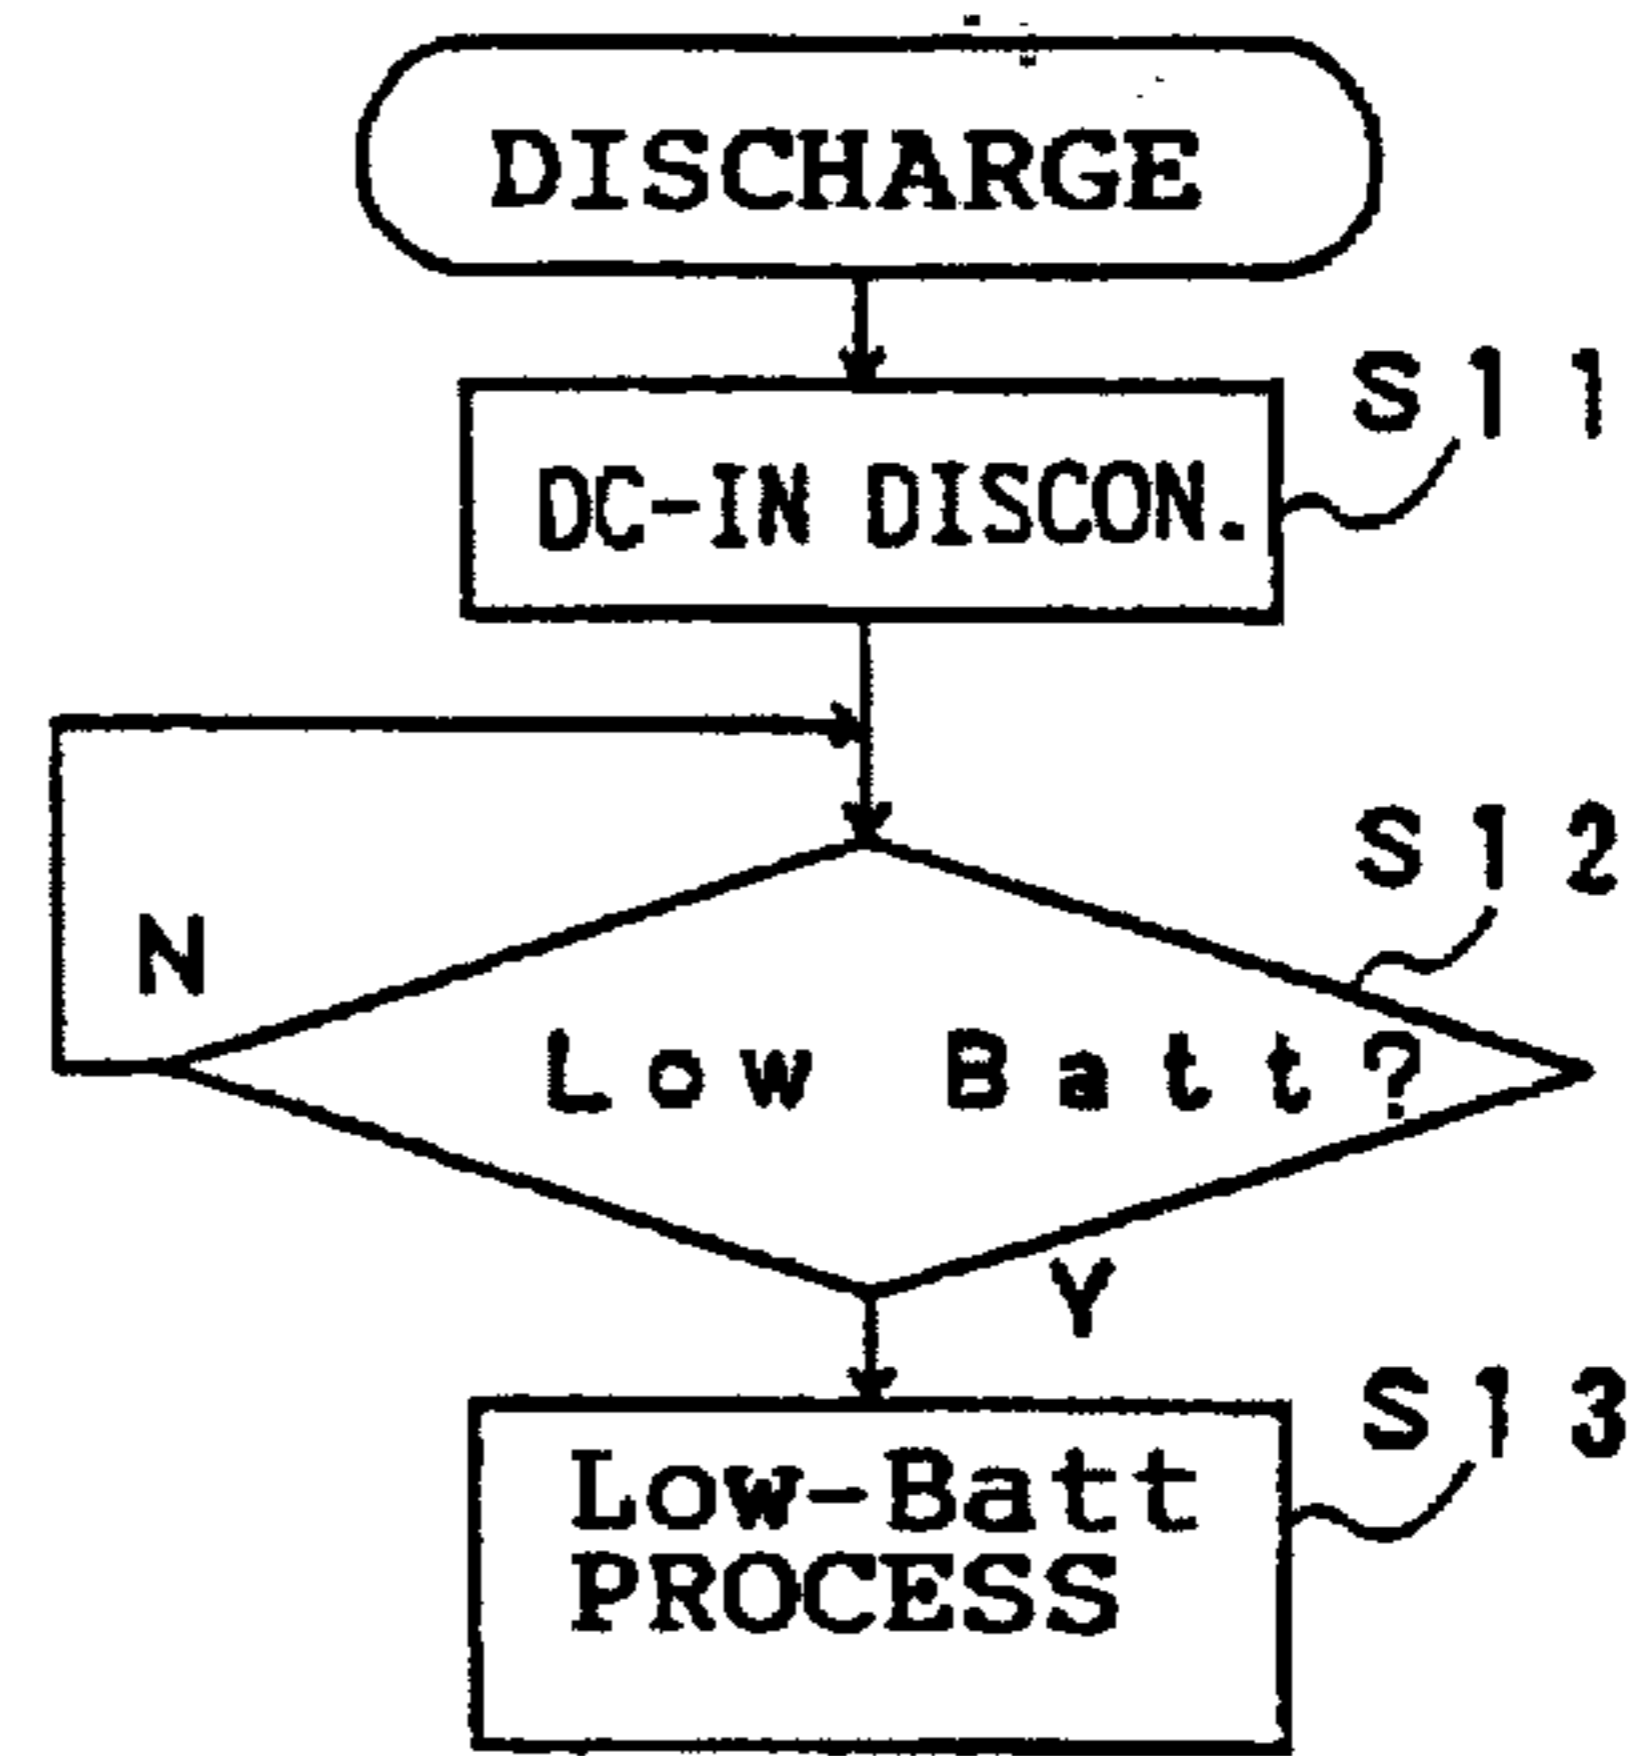 DISCHARGE
S11
DC-IN DISCON.
S12
N
Low Batt?
Y
S13
Low-Batt
PROCESS